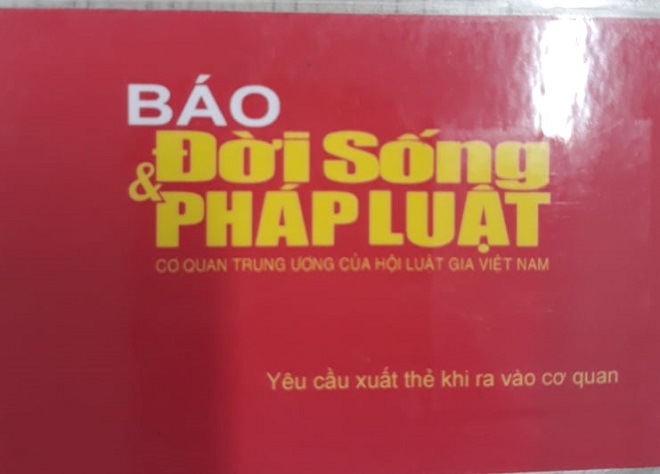 BÁO
Đời Sống
& PHÁP LUẬT
CƠ QUAN TRUNG ƯƠNG CỦA HỘI LUẬT GIA VIỆT NAM
Yêu cầu xuất thẻ khi ra vào cơ quan